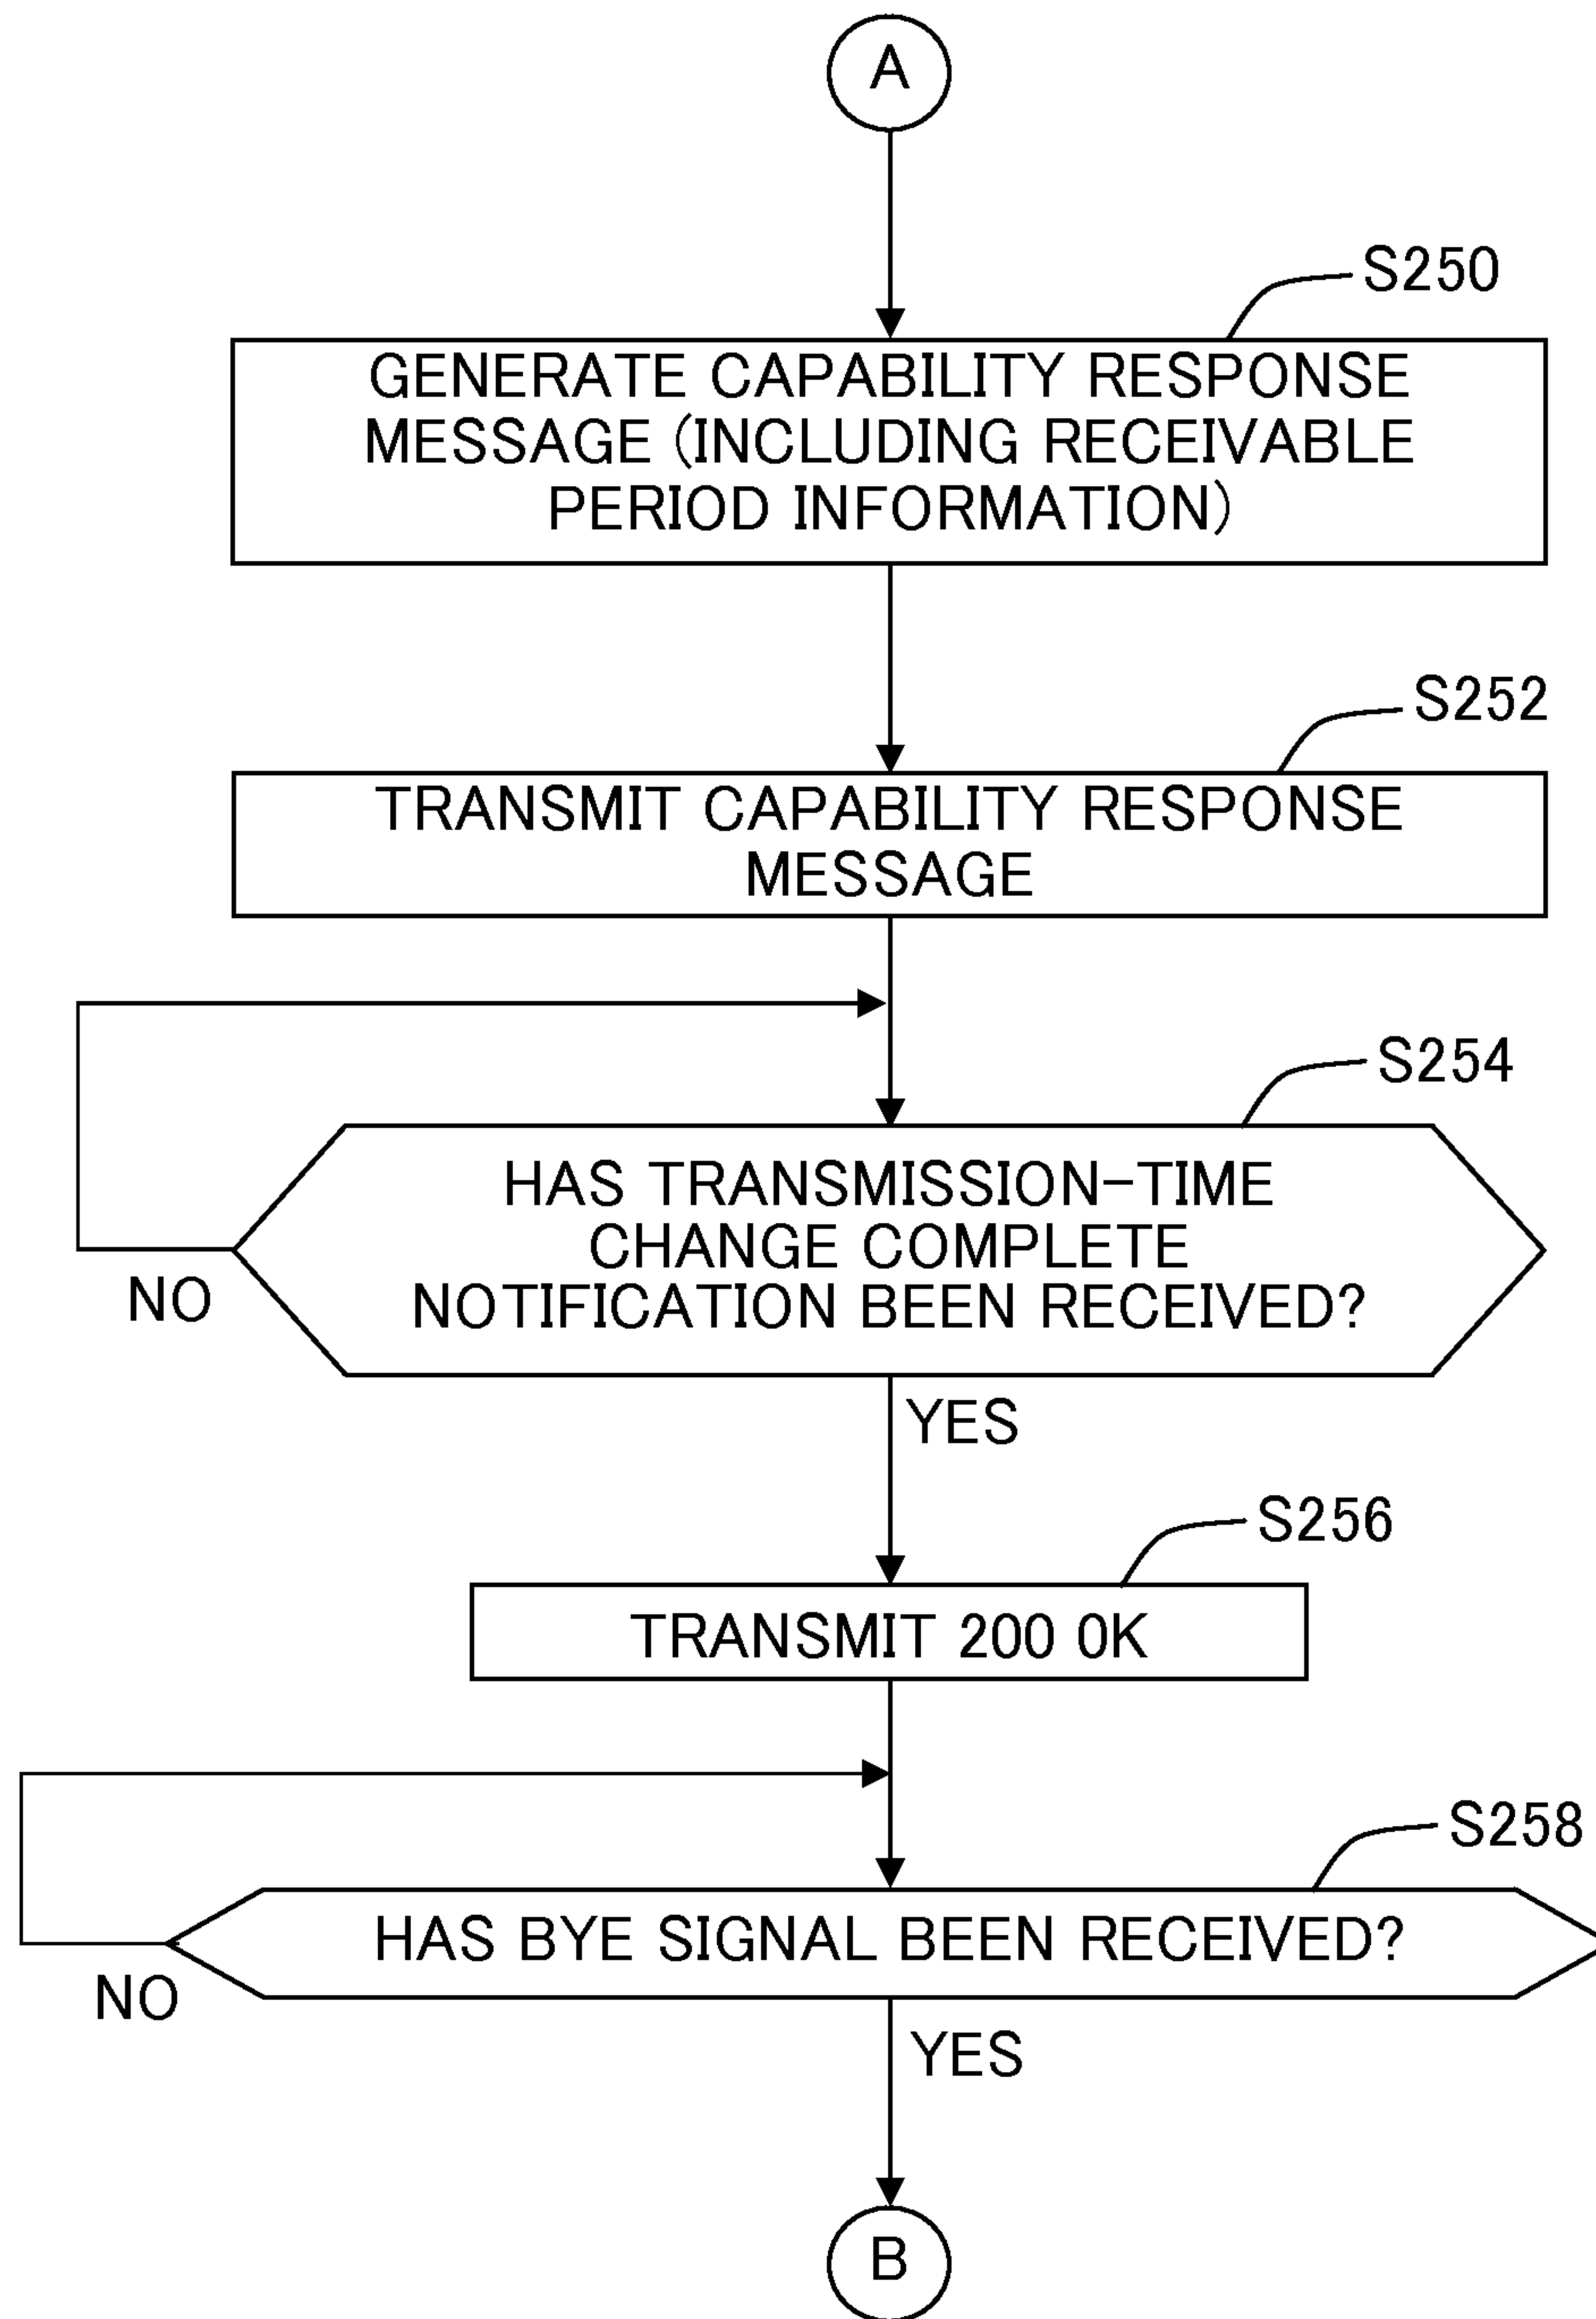 A
S250
GENERATE CAPABILITY RESPONSE
MESSAGE (INCLUDING RECEIVABLE
PERIOD INFORMATION)
S252
TRANSMIT CAPABILITY RESPONSE
MESSAGE
S254
HAS TRANSMISSION-TIME
CHANGE COMPLETE
NOTIFICATION BEEN RECEIVED?
NO
YES
S256
TRANSMIT 200 OK
S258
HAS BYE SIGNAL BEEN RECEIVED?
NO
YES
B